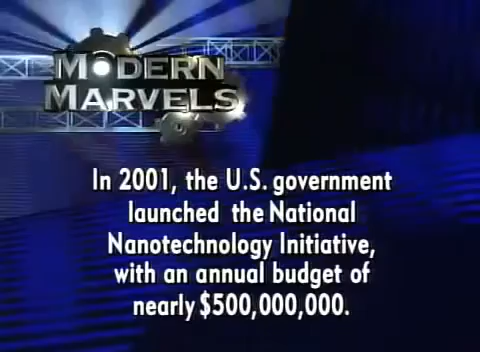 MODERN
MARVELS
In 2001, the U.S. government
launched the National
Nanotechnology Initiative,
with an annual budget of
nearly $500,000,000.